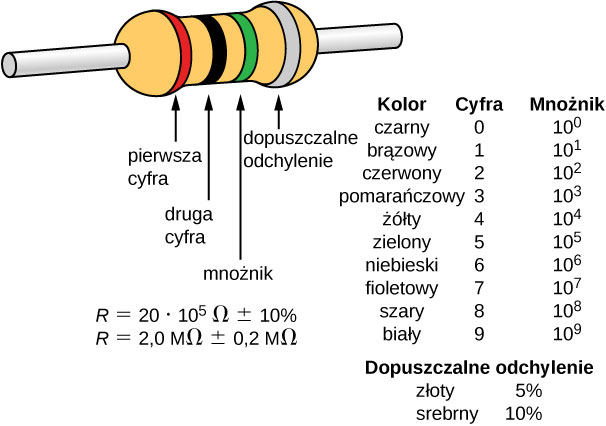 pierwsza
cyfra
druga
cyfra
mnożnik
dopuszczalne
odchylenie
R = 20 · 10⁵ Ω ± 10%
R = 2,0 MΩ ± 0,2 MΩ
Kolor Cyfra Mnożnik
czarny 0 10⁰
brązowy 1 10¹
czerwony 2 10²
pomarańczowy 3 10³
żółty 4 10⁴
zielony 5 10⁵
niebieski 6 10⁶
fioletowy 7 10⁷
szary 8 10⁸
biały 9 10⁹
Dopuszczalne odchylenie
złoty 5%
srebrny 10%